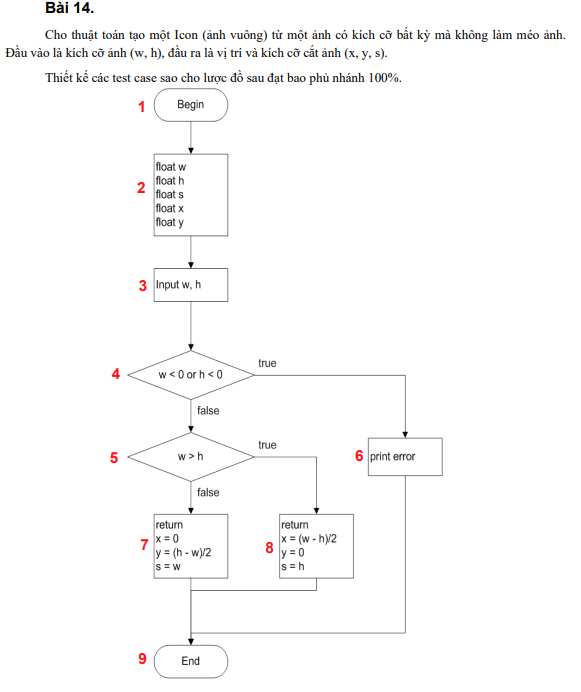 Bài 14.
Cho thuật toán tạo một Icon (ảnh vuông) từ một ảnh có kích cỡ bất kỳ mà không làm méo ảnh.
Đầu vào là kích cỡ ảnh (w, h), đầu ra là vị trí và kích cỡ cắt ảnh (x, y, s).
Thiết kế các test case sao cho lược đồ sau đạt bao phủ nhánh 100%.
1 Begin
2
float w
float h
float s
float x
float y
3 Input w, h
4 w < 0 or h < 0
true
false
5 w > h
true
false
6 print error
7
return
x = 0
y = (h - w)/2
s = w
8
return
x = (w - h)/2
y = 0
s = h
9 End